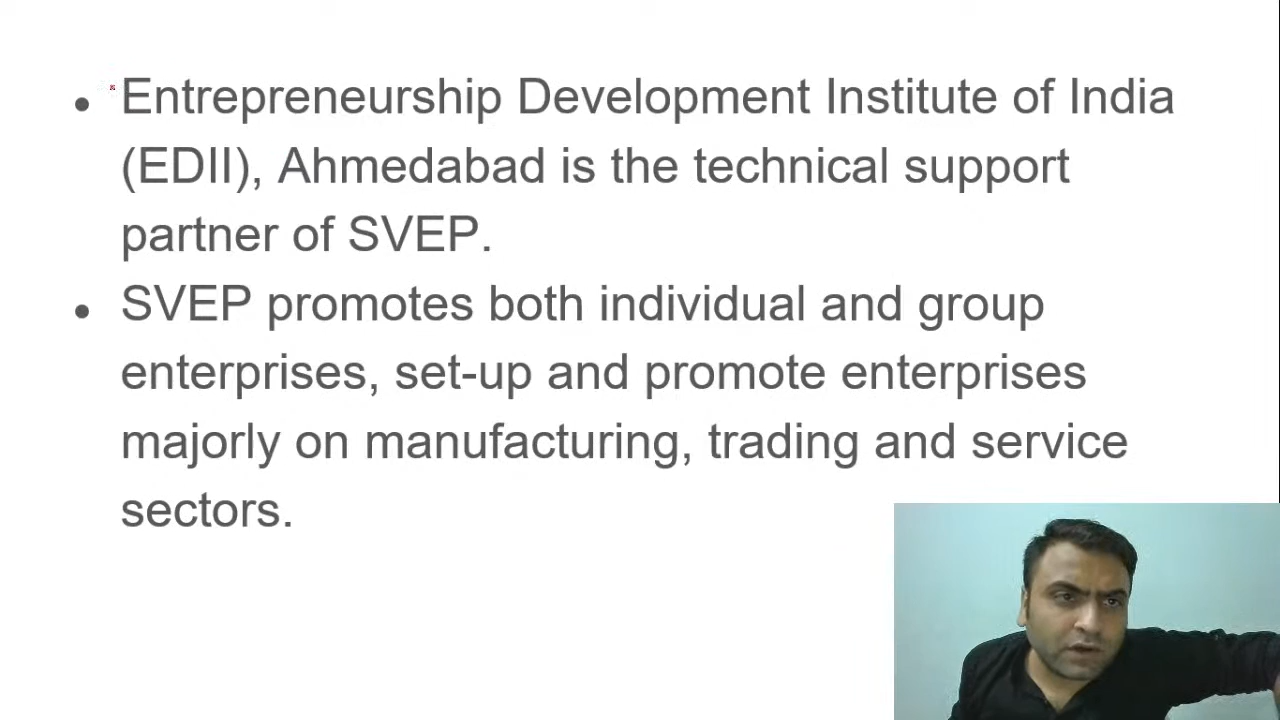 • Entrepreneurship Development Institute of India
(EDII), Ahmedabad is the technical support
partner of SVEP.
• SVEP promotes both individual and group
enterprises, set-up and promote enterprises
majorly on manufacturing, trading and service
sectors.